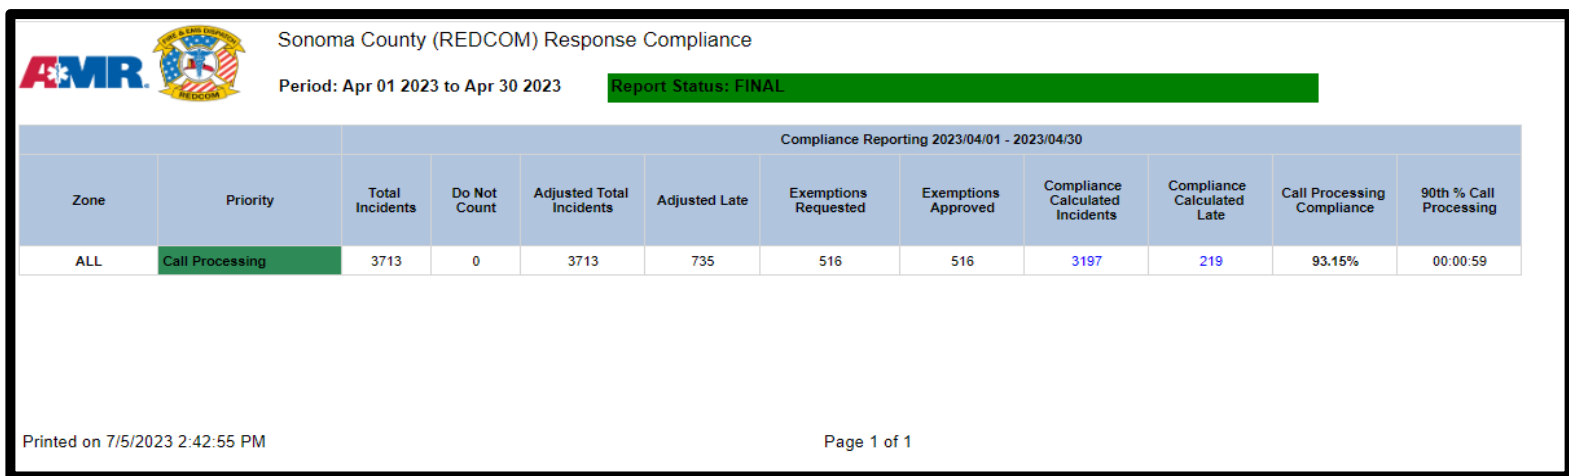 AMR
FIRE & EMS DISPATCH
REDCOM
Sonoma County (REDCOM) Response Compliance
Period: Apr 01 2023 to Apr 30 2023 Report Status: FINAL
Compliance Reporting 2023/04/01 - 2023/04/30
Zone Priority Total Incidents Do Not Count Adjusted Total Incidents Adjusted Late Exemptions Requested Exemptions Approved Compliance Calculated Incidents Compliance Calculated Late Call Processing Compliance 90th % Call Processing
ALL Call Processing 3713 0 3713 735 516 516 3197 219 93.15% 00:00:59
Printed on 7/5/2023 2:42:55 PM Page 1 of 1